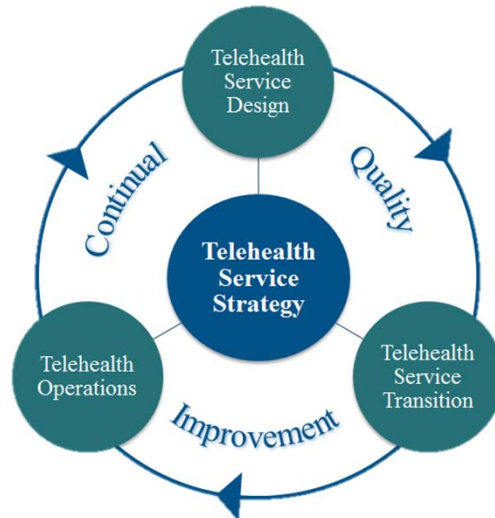 Telehealth
Service
Design
Continual
Quality
Telehealth
Service
Strategy
Telehealth
Operations
Telehealth
Service
Transition
Improvement